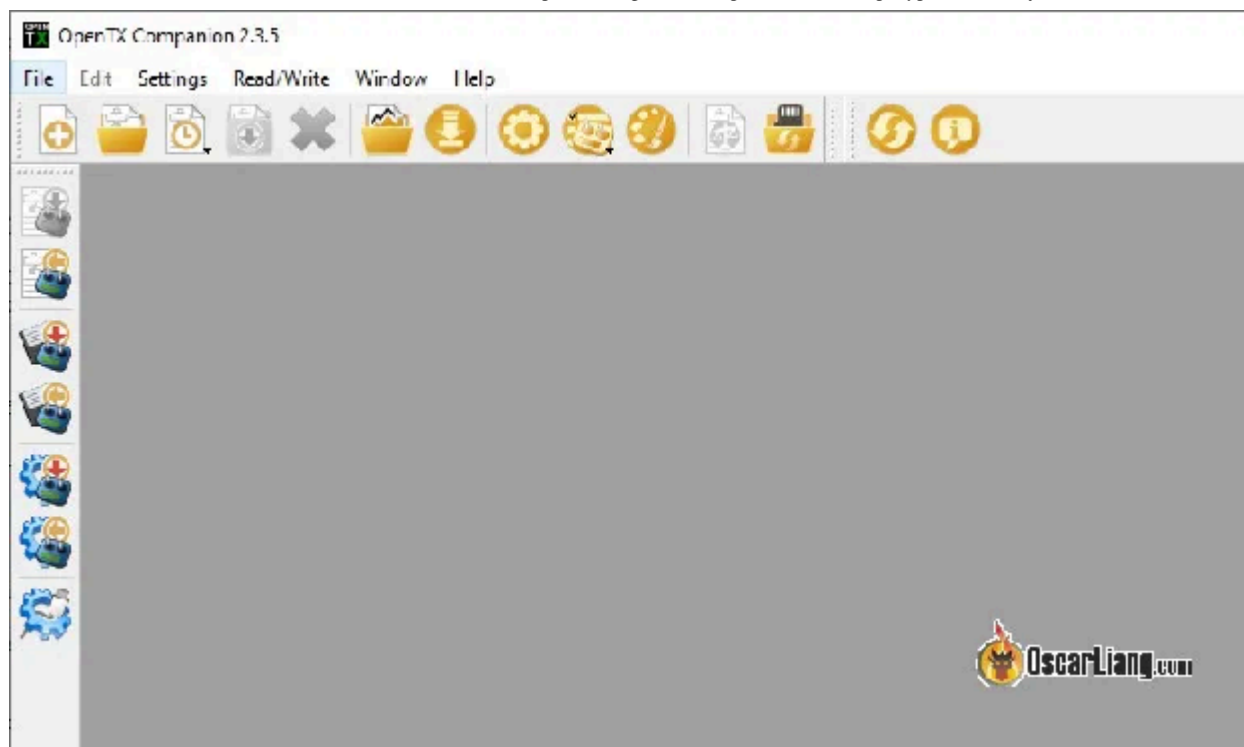 OpenTX Companion 2.3.5
File Edit Settings Read/Write Window Help
OscarLiang.com